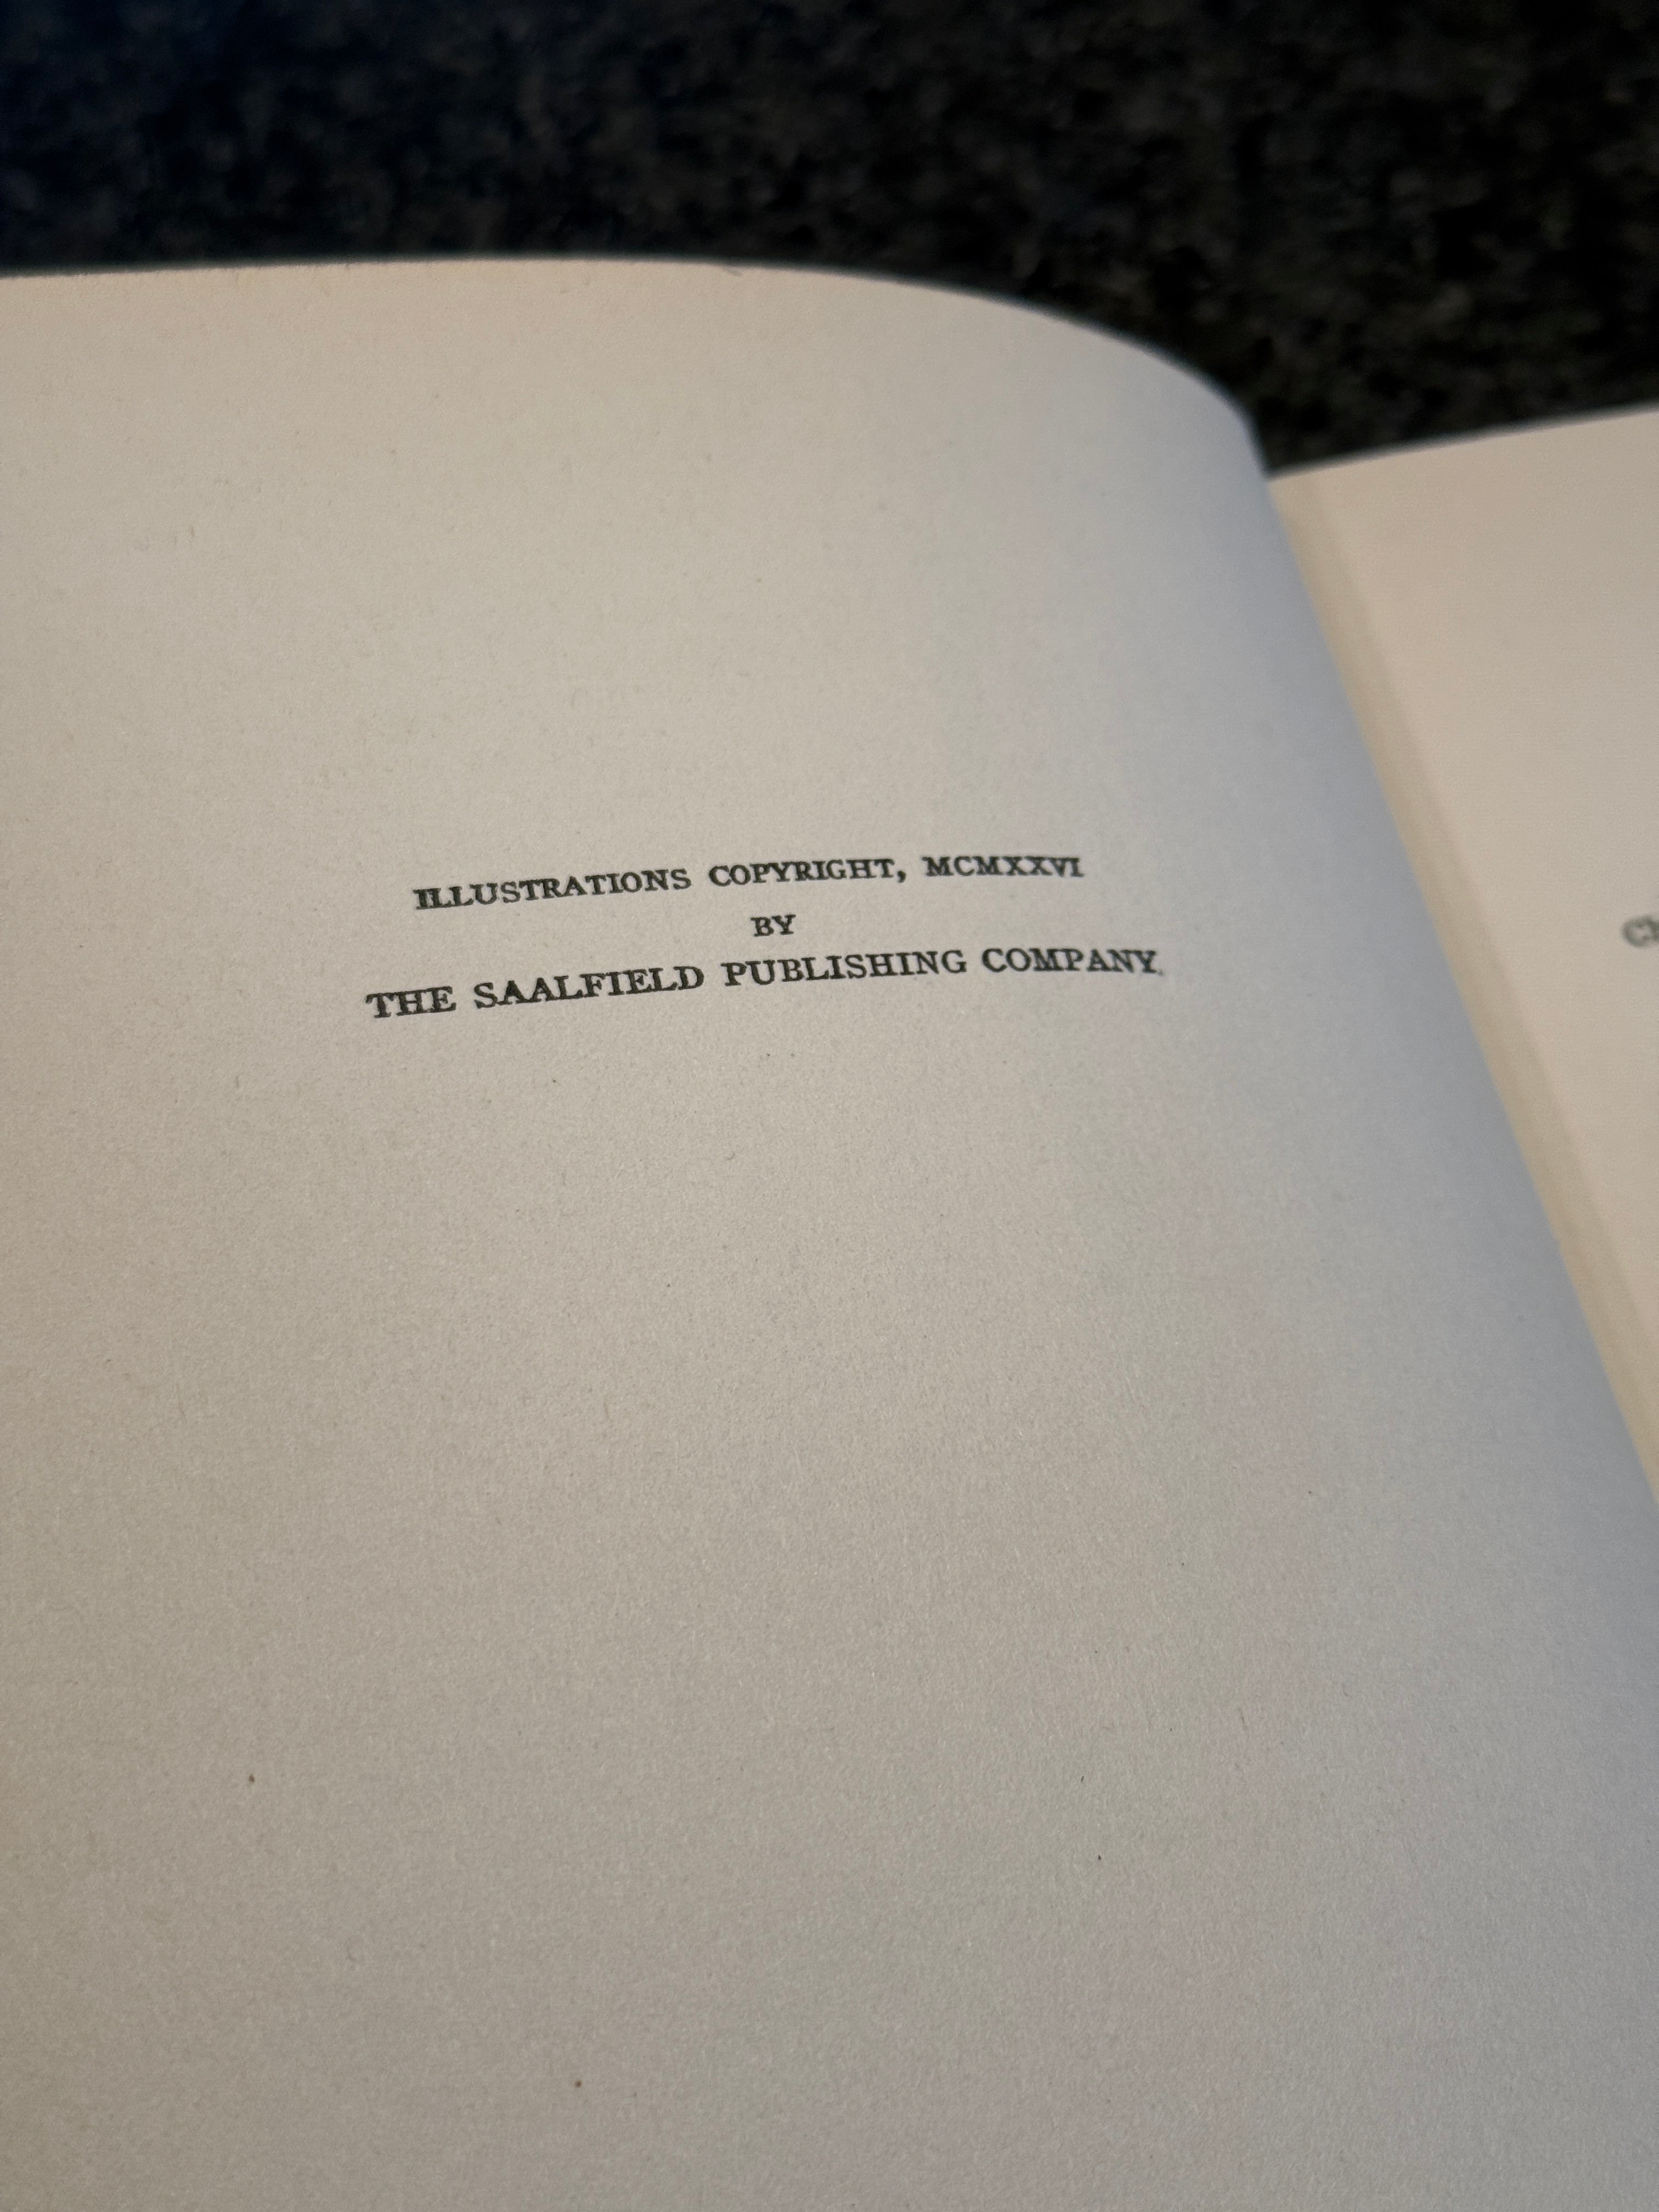 ILLUSTRATIONS COPYRIGHT, MCMXXVI
BY
THE SAALFIELD PUBLISHING COMPANY